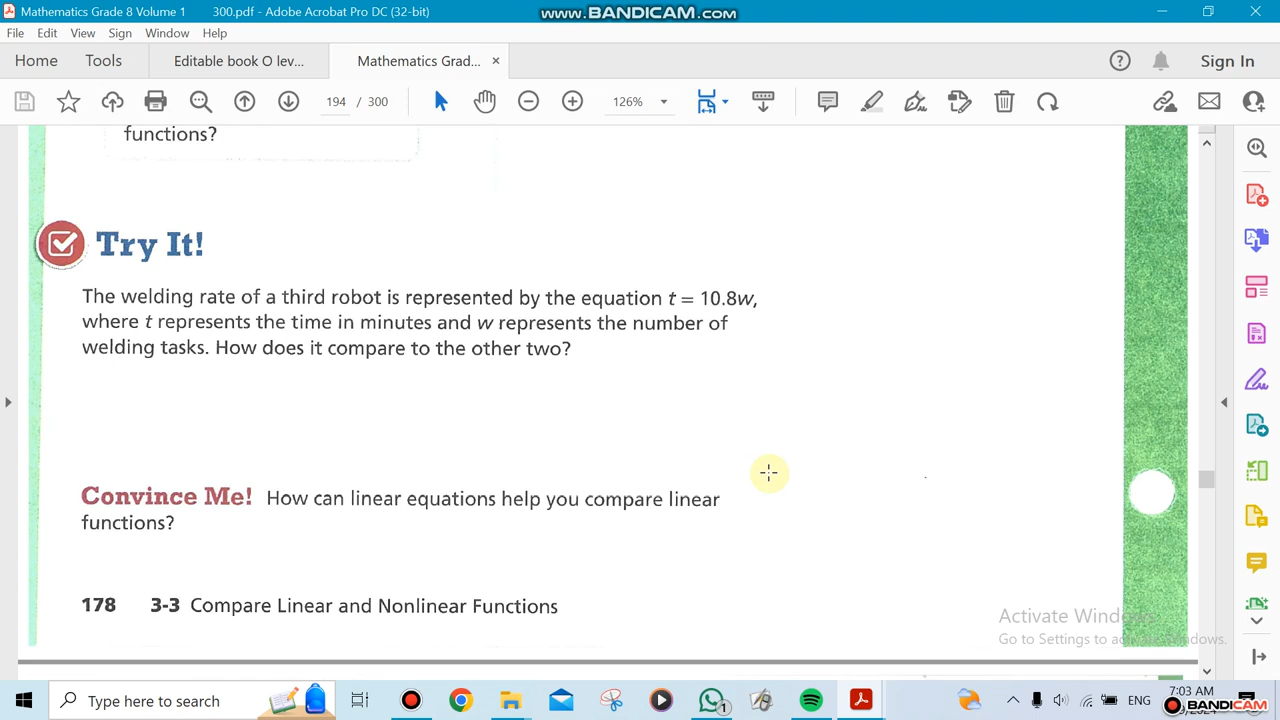 Mathematics Grade 8 Volume 1 300.pdf - Adobe Acrobat Pro DC (32-bit)
www.BANDICAM.com
File Edit View Sign Window Help
Home Tools Editable book O lev... Mathematics Grad... × Sign In
194 / 300 126%
functions?
Try It!
The welding rate of a third robot is represented by the equation t = 10.8w,
where t represents the time in minutes and w represents the number of
welding tasks. How does it compare to the other two?
Convince Me! How can linear equations help you compare linear
functions?
178 3-3 Compare Linear and Nonlinear Functions
Activate Windows
Go to Settings to activate Windows.
Type here to search
1
ENG
7:03 AM
BANDICAM